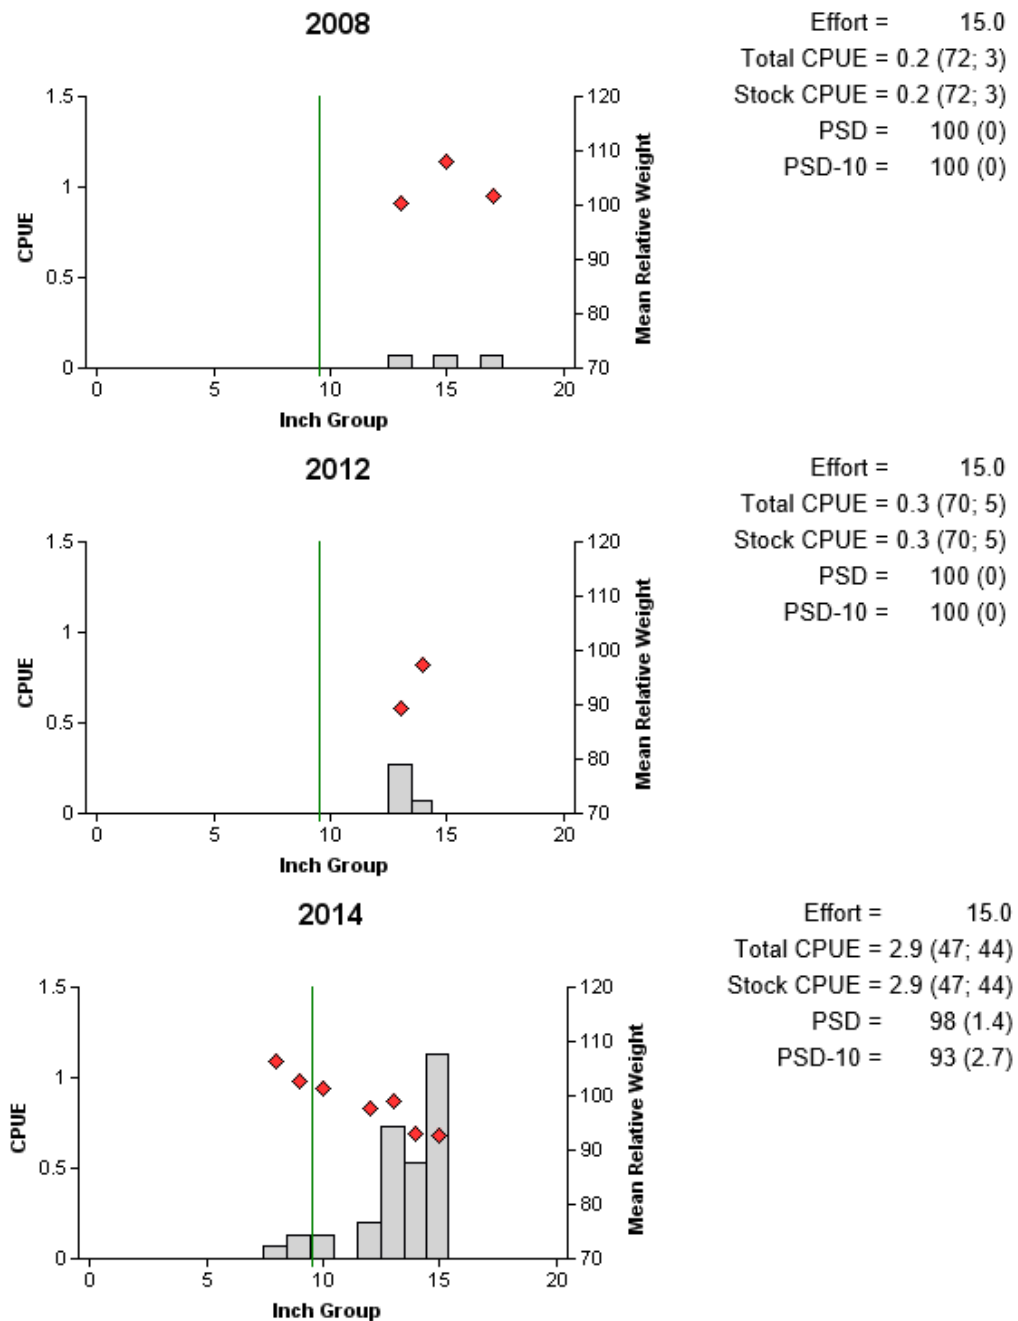 2008
Effort = 15.0
Total CPUE = 0.2 (72; 3)
Stock CPUE = 0.2 (72; 3)
PSD = 100 (0)
PSD-10 = 100 (0)
1.5
1
0.5
0
CPUE
120
110
100
90
80
70
Mean Relative Weight
0 5 10 15 20
Inch Group
2012
Effort = 15.0
Total CPUE = 0.3 (70; 5)
Stock CPUE = 0.3 (70; 5)
PSD = 100 (0)
PSD-10 = 100 (0)
1.5
1
0.5
0
CPUE
120
110
100
90
80
70
Mean Relative Weight
0 5 10 15 20
Inch Group
2014
Effort = 15.0
Total CPUE = 2.9 (47; 44)
Stock CPUE = 2.9 (47; 44)
PSD = 98 (1.4)
PSD-10 = 93 (2.7)
1.5
1
0.5
0
CPUE
120
110
100
90
80
70
Mean Relative Weight
0 5 10 15 20
Inch Group